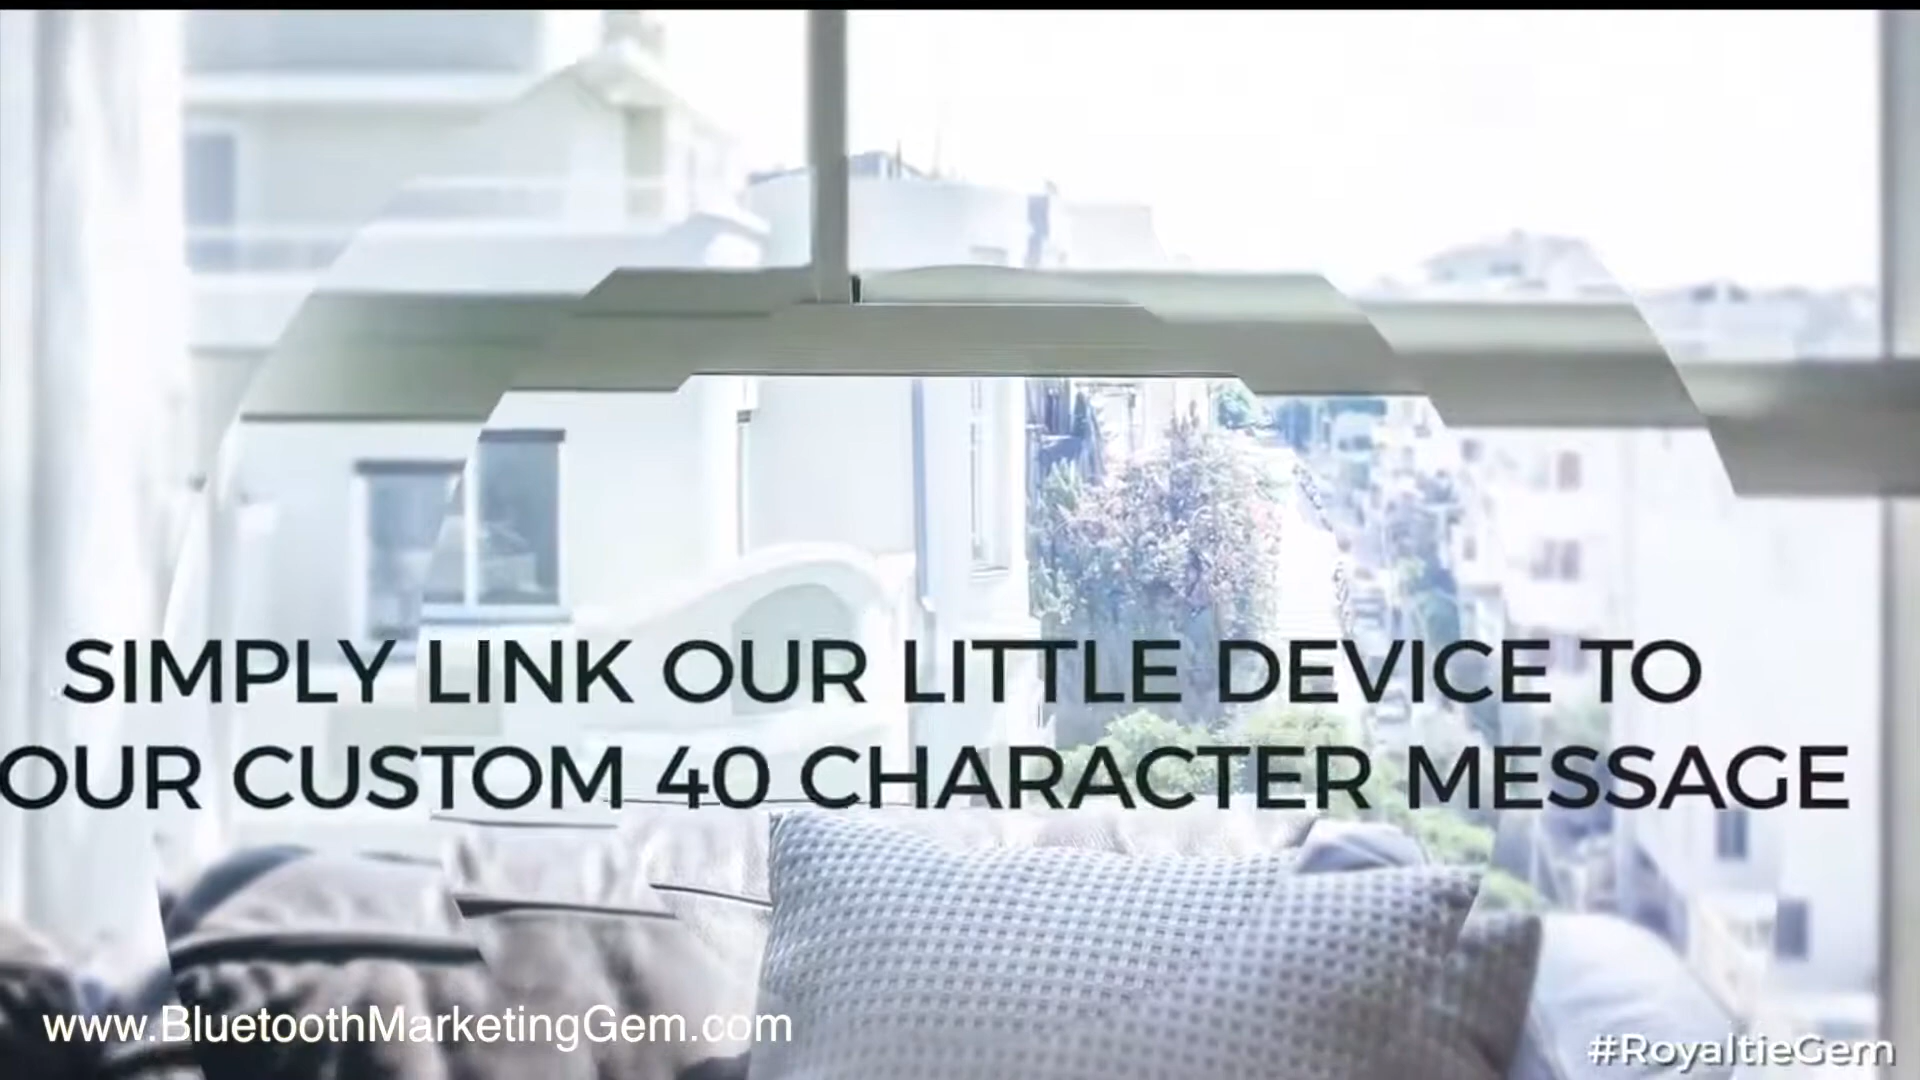 SIMPLY LINK OUR LITTLE DEVICE TO
OUR CUSTOM 40 CHARACTER MESSAGE
www.BluetoothMarketingGem.com
#RoyaltieGem